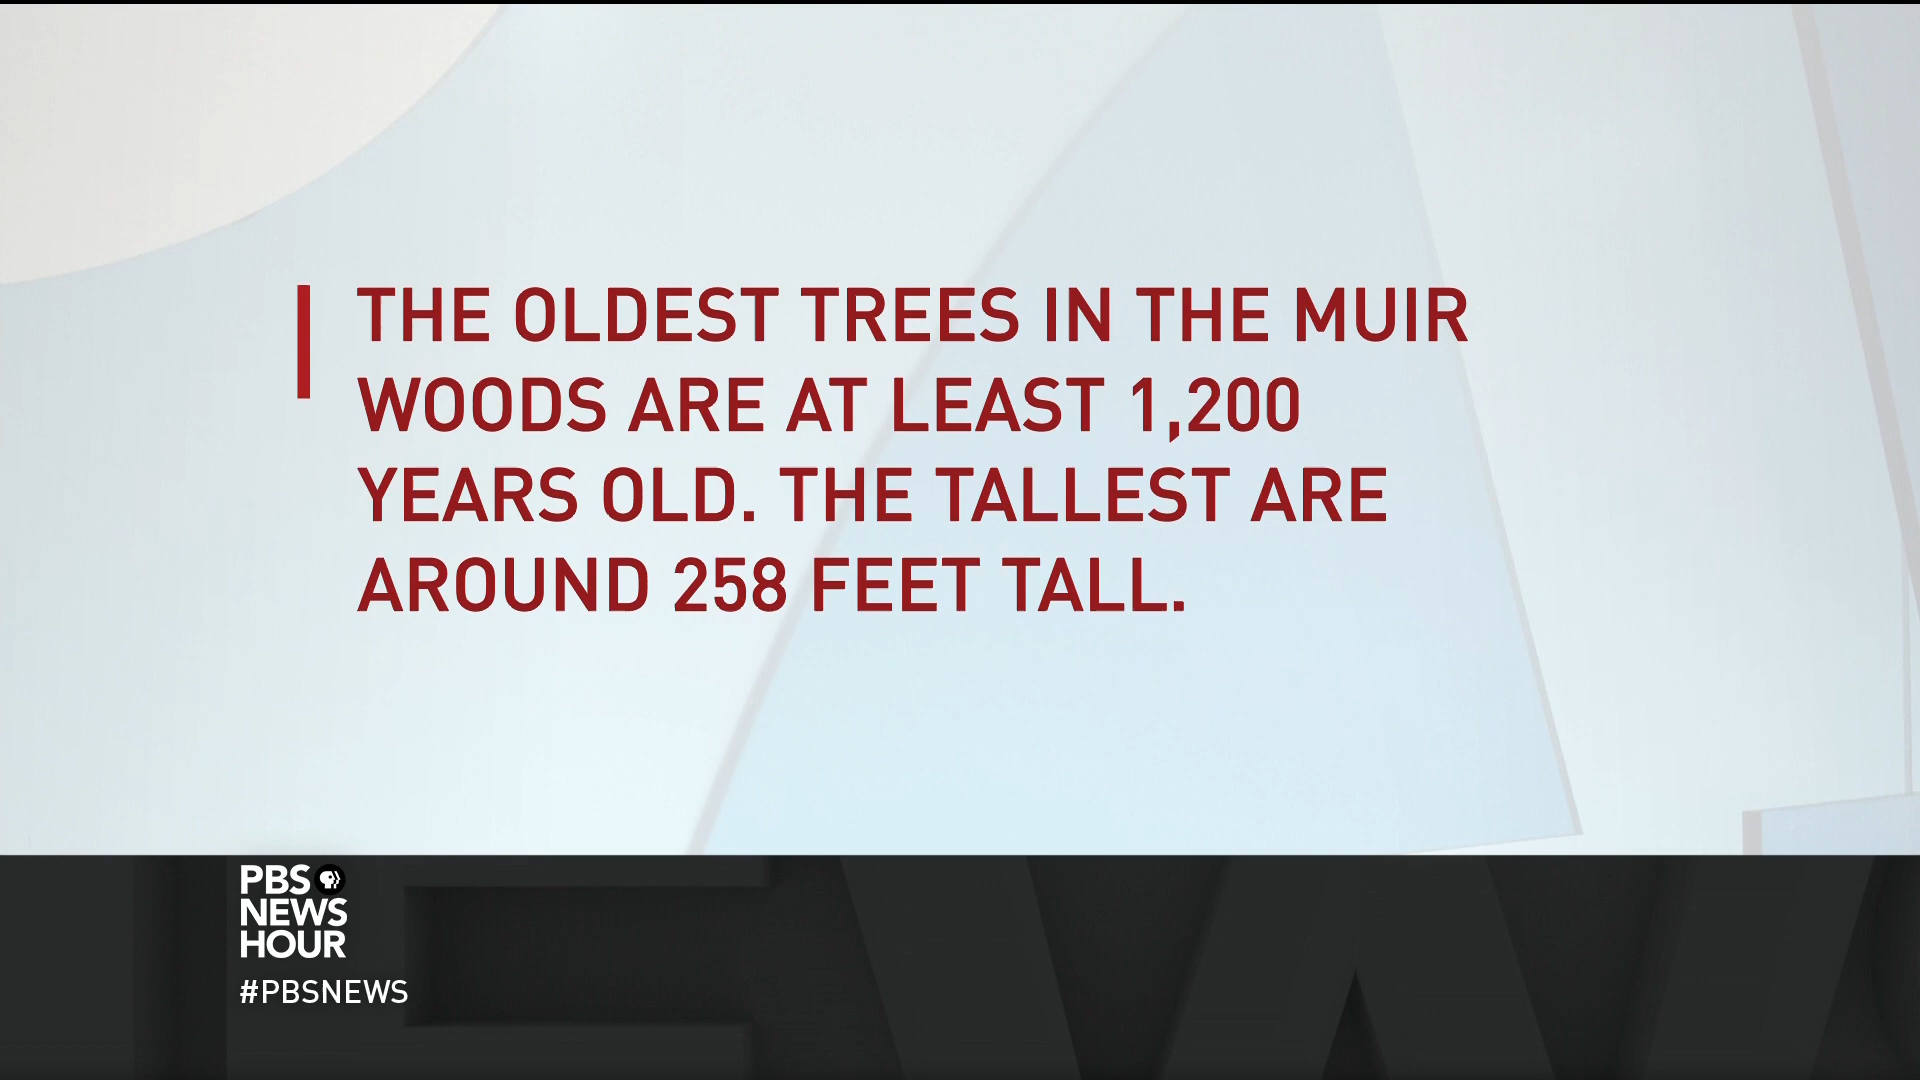 THE OLDEST TREES IN THE MUIR
WOODS ARE AT LEAST 1,200
YEARS OLD. THE TALLEST ARE
AROUND 258 FEET TALL.
PBS
NEWS
HOUR
#PBSNEWS